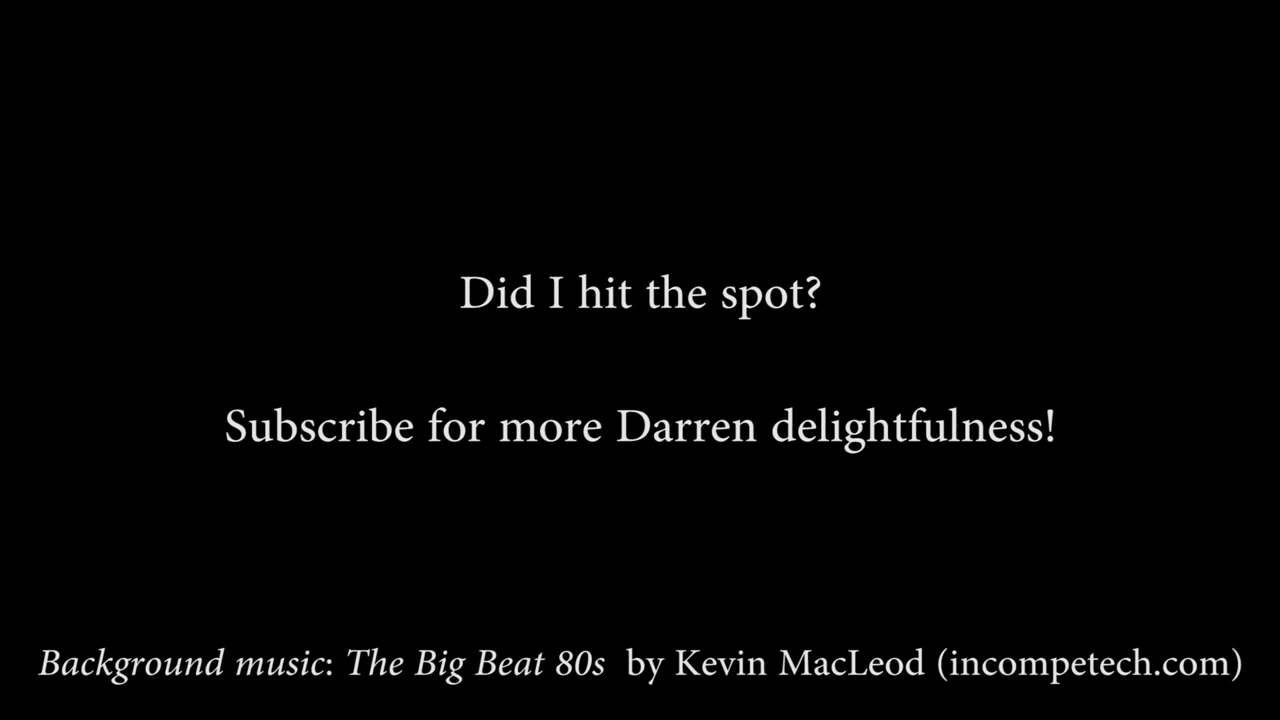 Did I hit the spot?
Subscribe for more Darren delightfulness!
Background music: The Big Beat 80s by Kevin MacLeod (incompetech.com)